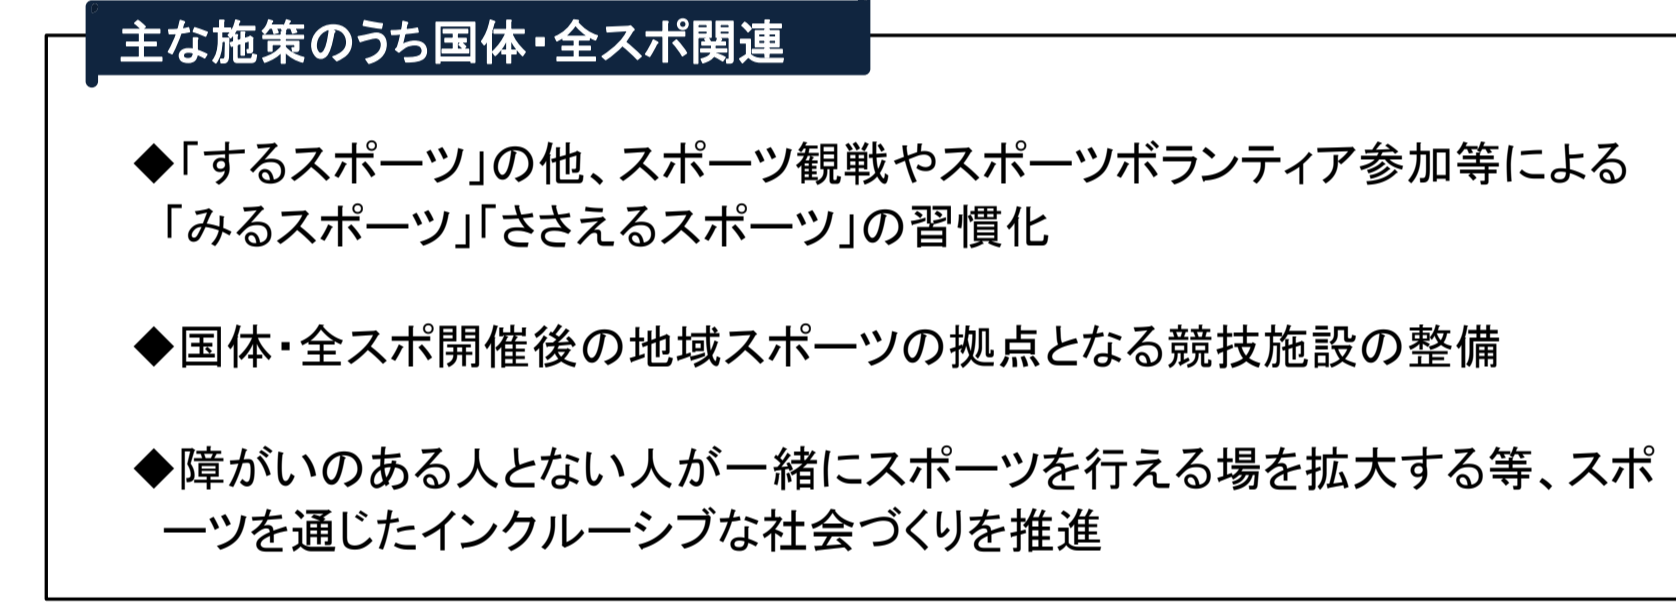 主な施策のうち国体・全スポ関連
◆「するスポーツ」の他、スポーツ観戦やスポーツボランティア参加等による
「みるスポーツ」「ささえるスポーツ」の習慣化
◆国体・全スポ開催後の地域スポーツの拠点となる競技施設の整備
◆障がいのある人とない人が一緒にスポーツを行える場を拡大する等、スポ
ーツを通じたインクルーシブな社会づくりを推進